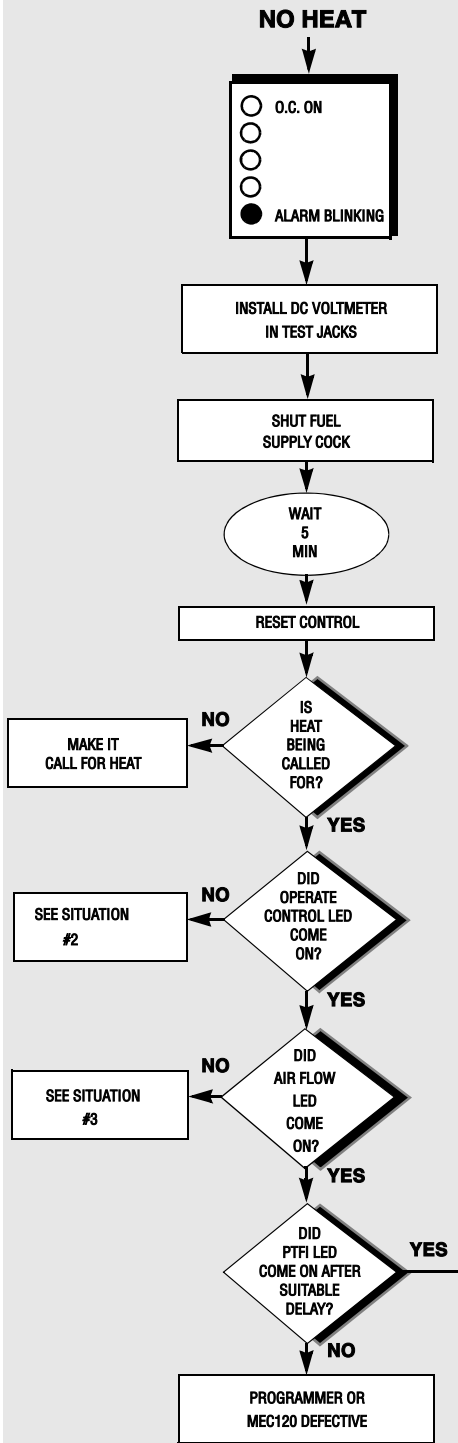 NO HEAT
O.C. ON
ALARM BLINKING
INSTALL DC VOLTMETER
IN TEST JACKS
SHUT FUEL
SUPPLY COCK
WAIT
5
MIN
RESET CONTROL
IS
HEAT
BEING
CALLED
FOR?
NO
MAKE IT
CALL FOR HEAT
YES
DID
OPERATE
CONTROL LED
COME
ON?
NO
SEE SITUATION
#2
YES
DID
AIR FLOW
LED
COME
ON?
NO
SEE SITUATION
#3
YES
DID
PTFI LED
COME ON AFTER
SUITABLE
DELAY?
YES
NO
PROGRAMMER OR
MEC120 DEFECTIVE